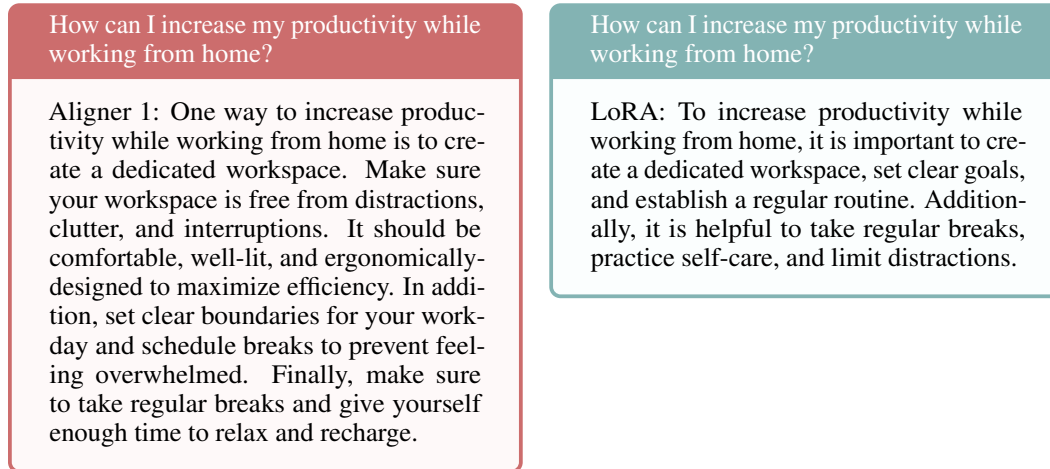 How can I increase my productivity while
working from home?
Aligner 1: One way to increase produc-
tivity while working from home is to cre-
ate a dedicated workspace. Make sure
your workspace is free from distractions,
clutter, and interruptions. It should be
comfortable, well-lit, and ergonomically-
designed to maximize efficiency. In addi-
tion, set clear boundaries for your work-
day and schedule breaks to prevent feel-
ing overwhelmed. Finally, make sure
to take regular breaks and give yourself
enough time to relax and recharge.
How can I increase my productivity while
working from home?
LoRA: To increase productivity while
working from home, it is important to cre-
ate a dedicated workspace, set clear goals,
and establish a regular routine. Addition-
ally, it is helpful to take regular breaks,
practice self-care, and limit distractions.